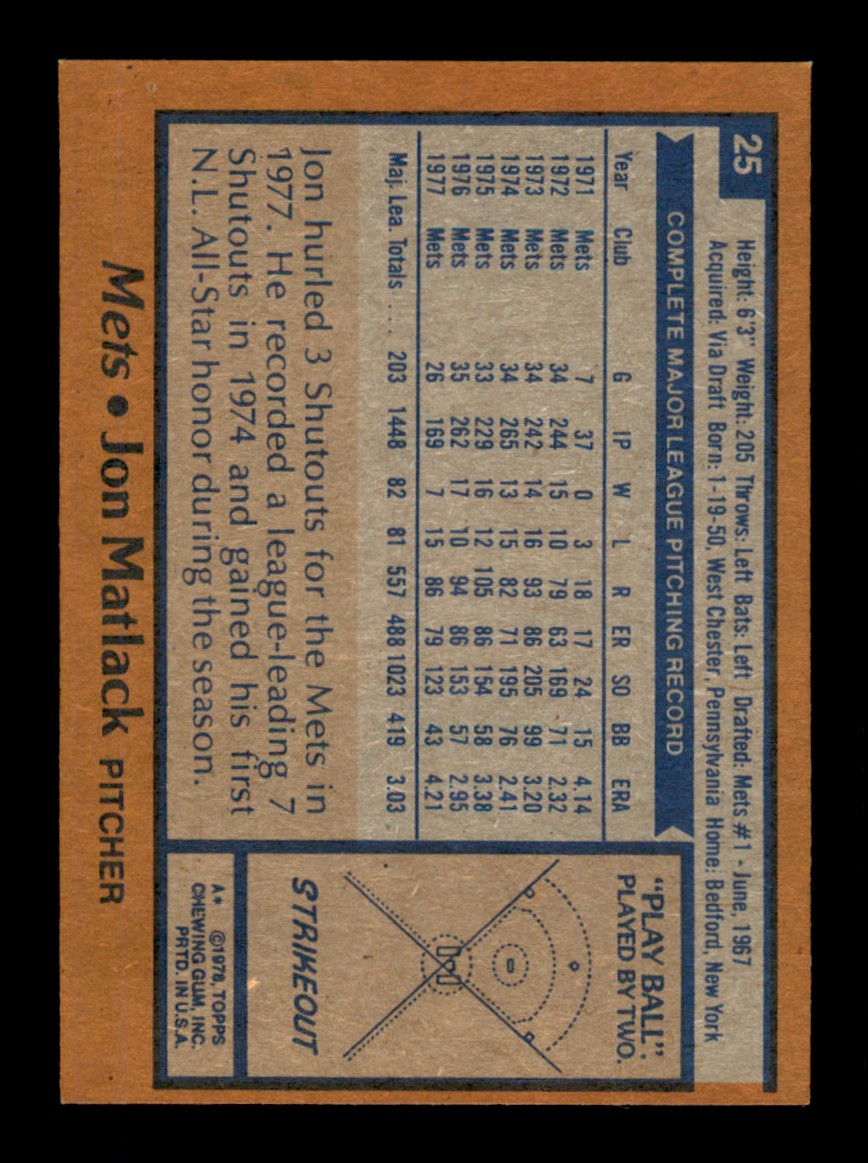 25
Height: 6'3" Weight: 205 Throws: Left Bats: Left Drafted: Mets #1 - June, 1967
Acquired: Via Draft Born: 1-19-50, West Chester, Pennsylvania Home: Bedford, New York
COMPLETE MAJOR LEAGUE PITCHING RECORD
Year Club G IP W L R ER SO BB ERA
1971 Mets 7 37 0 3 18 17 24 15 4.14
1972 Mets 34 244 15 10 79 63 169 71 2.32
1973 Mets 34 242 14 16 93 86 205 99 3.20
1974 Mets 34 265 13 15 82 71 195 76 2.41
1975 Mets 33 229 16 12 105 86 154 58 3.38
1976 Mets 35 262 17 10 94 86 153 57 2.95
1977 Mets 26 169 7 15 86 79 123 43 4.21
Maj. Lea. Totals ... 203 1448 82 81 557 488 1023 419 3.03
Jon hurled 3 Shutouts for the Mets in
1977. He recorded a league-leading 7
Shutouts in 1974 and gained his first
N.L. All-Star honor during the season.
"PLAY BALL":
PLAYED BY TWO.
STRIKEOUT
A* ©1978, TOPPS
CHEWING GUM, INC.
PRTD. IN U.S.A.
Mets • Jon Matlack PITCHER